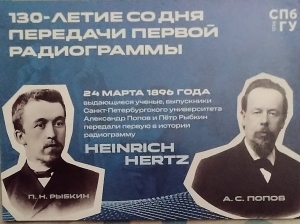 130-ЛЕТИЕ СО ДНЯ
ПЕРЕДАЧИ ПЕРВОЙ
РАДИОГРАММЫ
СПб
ГУ
24 МАРТА 1896 ГОДА
выдающиеся ученые, выпускники
Санкт-Петербургского университета
Александр Попов и Пётр Рыбкин
передали первую в истории
радиограмму
HEINRICH
HERTZ
П. Н. РЫБКИН
А. С. ПОПОВ